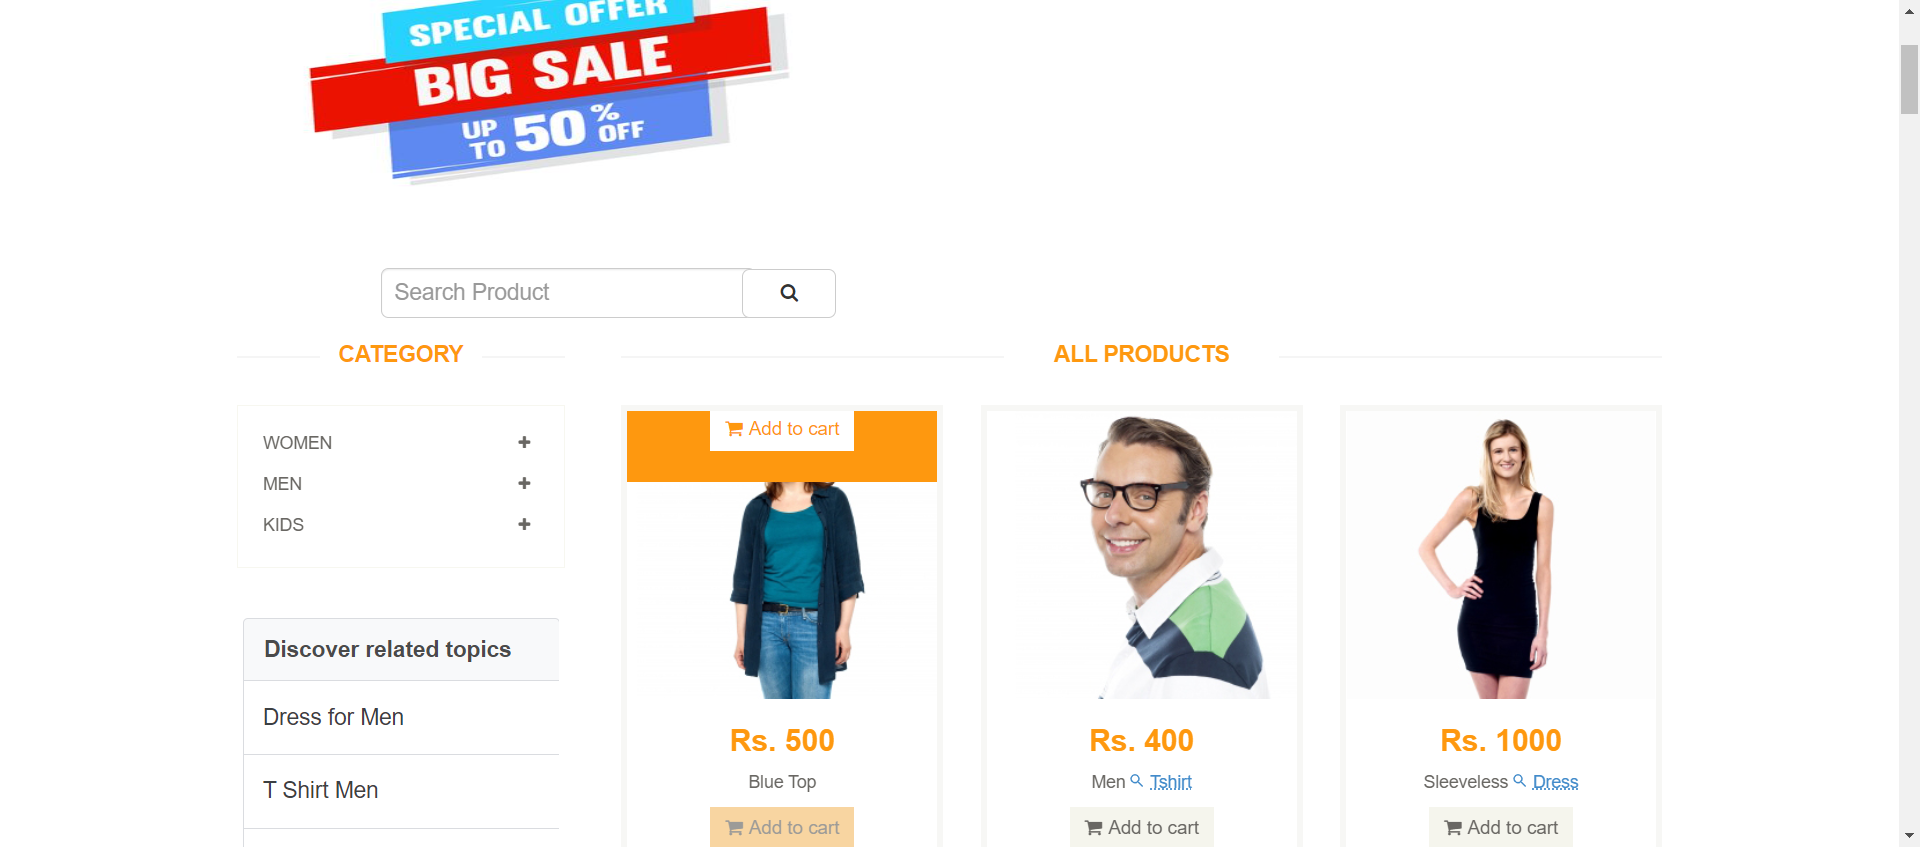 SPECIAL OFFER
BIG SALE
UP TO 50% OFF
Search Product
CATEGORY
ALL PRODUCTS
WOMEN
MEN
KIDS
Discover related topics
Dress for Men
T Shirt Men
Add to cart
Rs. 500
Blue Top
Add to cart
Rs. 400
Men Tshirt
Add to cart
Rs. 1000
Sleeveless Dress
Add to cart